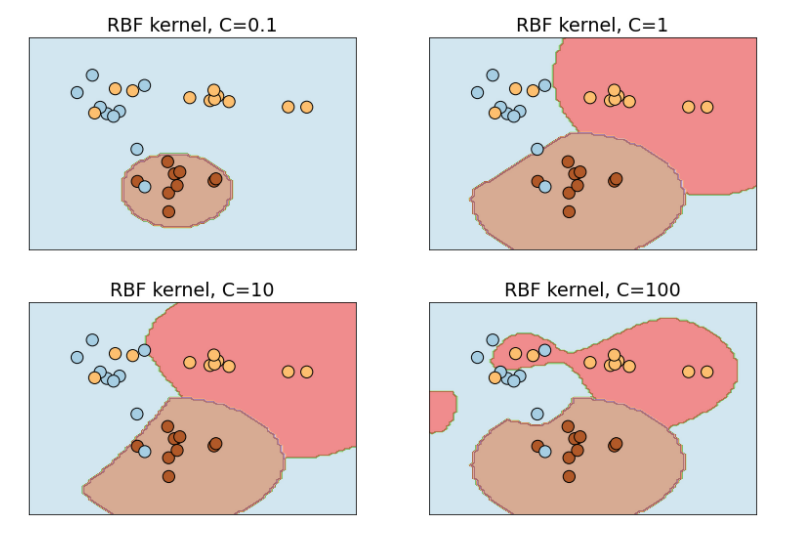 RBF kernel, C=0.1
RBF kernel, C=1
RBF kernel, C=10
RBF kernel, C=100